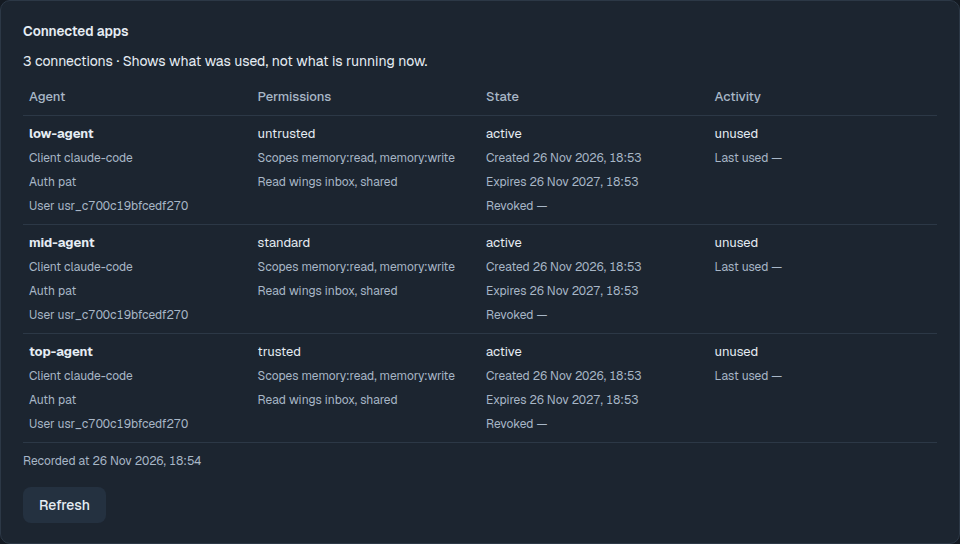 Connected apps
3 connections · Shows what was used, not what is running now.
Agent Permissions State Activity
low-agent untrusted active unused
Client claude-code Scopes memory:read, memory:write Created 26 Nov 2026, 18:53 Last used —
Auth pat Read wings inbox, shared Expires 26 Nov 2027, 18:53
User usr_c700c19bfcedf270 Revoked —
mid-agent standard active unused
Client claude-code Scopes memory:read, memory:write Created 26 Nov 2026, 18:53 Last used —
Auth pat Read wings inbox, shared Expires 26 Nov 2027, 18:53
User usr_c700c19bfcedf270 Revoked —
top-agent trusted active unused
Client claude-code Scopes memory:read, memory:write Created 26 Nov 2026, 18:53 Last used —
Auth pat Read wings inbox, shared Expires 26 Nov 2027, 18:53
User usr_c700c19bfcedf270 Revoked —
Recorded at 26 Nov 2026, 18:54
Refresh